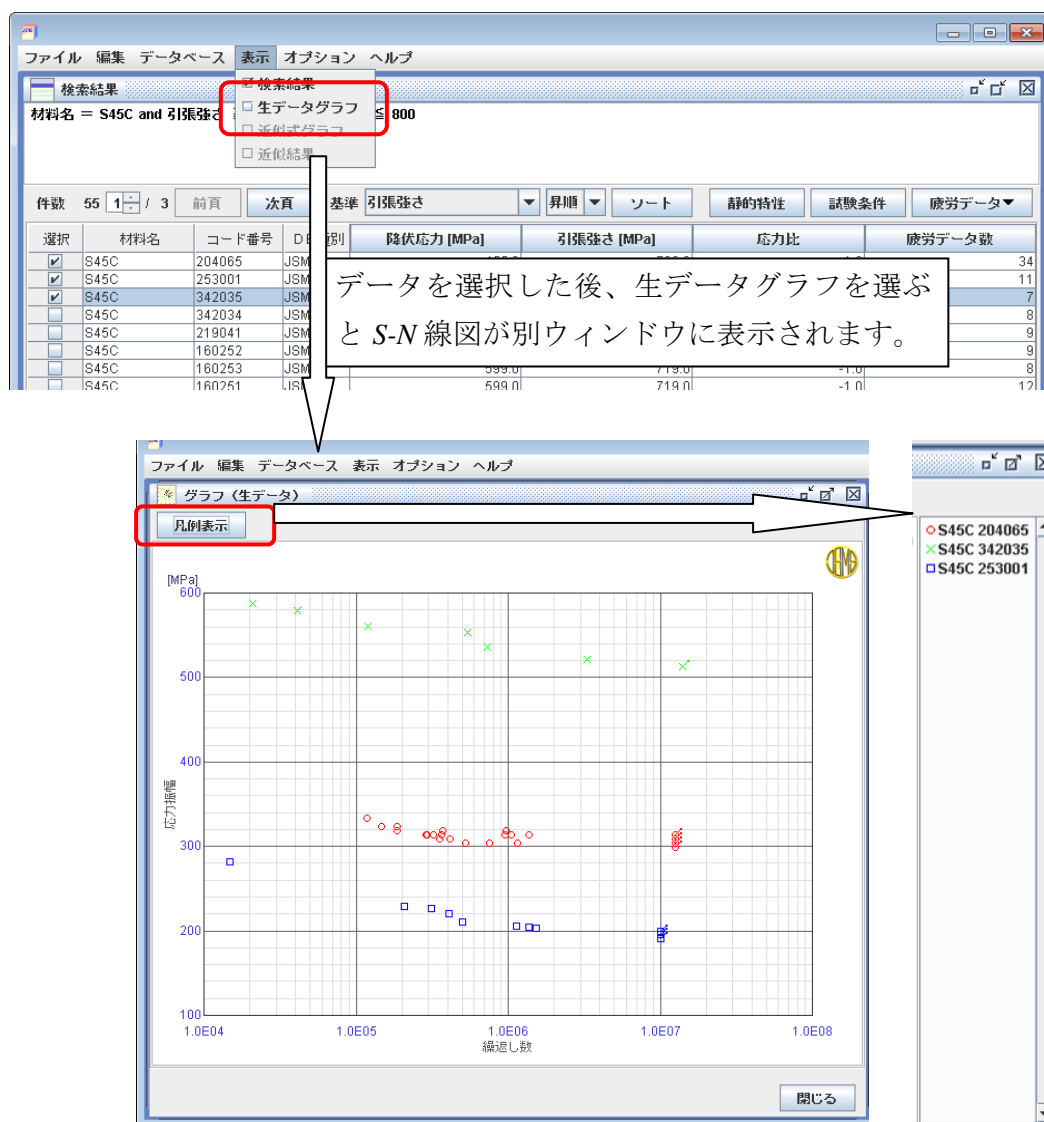 ファイル 編集 データベース 表示 オプション ヘルプ
検索結果
検索結果
生データグラフ
近似式グラフ
近似結果
材料名 = S45C and 引張強さ ≦ 800
件数 55 1 / 3 前頁 次頁 基準 引張強さ 昇順 ソート 静的特性 試験条件 疲労データ▼
選択 材料名 コード番号 降伏応力 [MPa] 引張強さ [MPa] 応力比 疲労データ数
S45C 204065 JSM 34
S45C 253001 JSM 11
S45C 342035 JSM 7
S45C 342034 JSM 8
S45C 219041 JSM 9
S45C 160252 JSM 9
S45C 160253 JSM 599.0 719.0 -1.0 8
S45C 160251 JSM 599.0 719.0 -1.0 12
データを選択した後、生データグラフを選ぶ
と S-N 線図が別ウィンドウに表示されます。
ファイル 編集 データベース 表示 オプション ヘルプ
グラフ（生データ）
凡例表示
JSMS
[MPa]
600
500
400
300
200
100
応力振幅
1.0E04 1.0E05 1.0E06 1.0E07 1.0E08
繰返し数
閉じる
S45C 204065
S45C 342035
S45C 253001